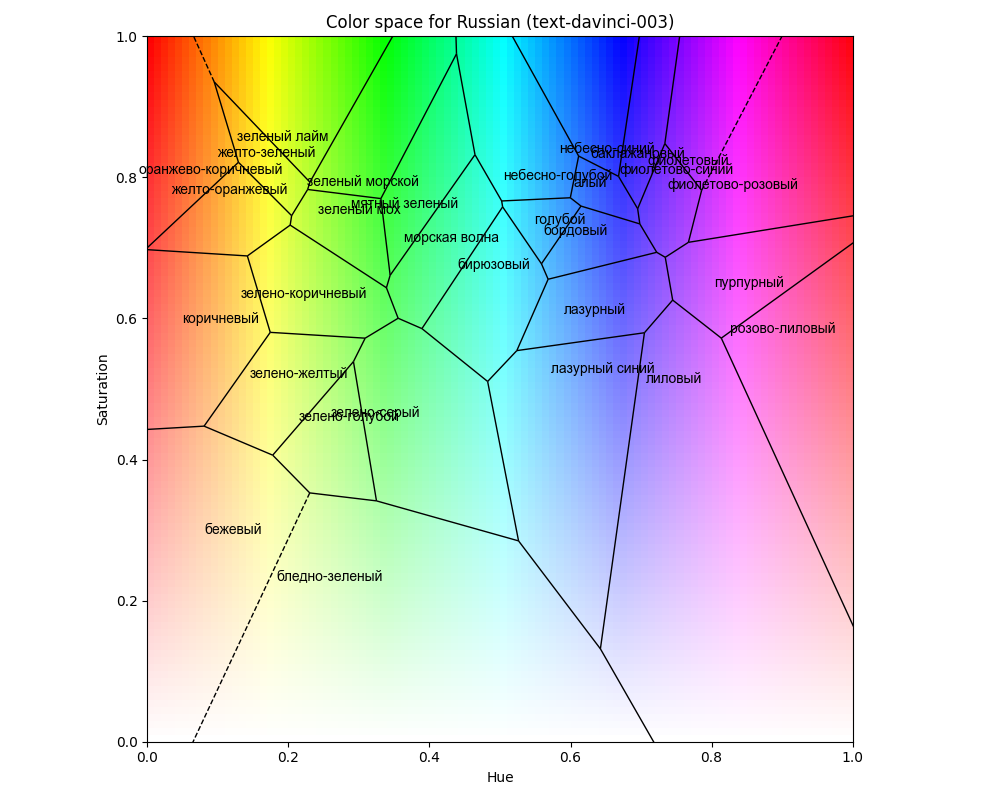 Color space for Russian (text-davinci-003)
1.0
зеленый лайм
небесно-синий
желто-зеленый
баклажановый
фиолетовый
оранжево-коричневый
фиолетово-синий
0.8
небесно-голубой
зеленый морской
алый
фиолетово-розовый
желто-оранжевый
мятный зеленый
зеленый мох
голубой
бордовый
морская волна
бирюзовый
пурпурный
зелено-коричневый
лазурный
0.6
коричневый
розово-лиловый
лазурный синий
зелено-желтый
лиловый
зелено-серый
зелено-голубой
Saturation
0.4
бежевый
бледно-зеленый
0.2
0.0
0.0 0.2 0.4 0.6 0.8 1.0
Hue